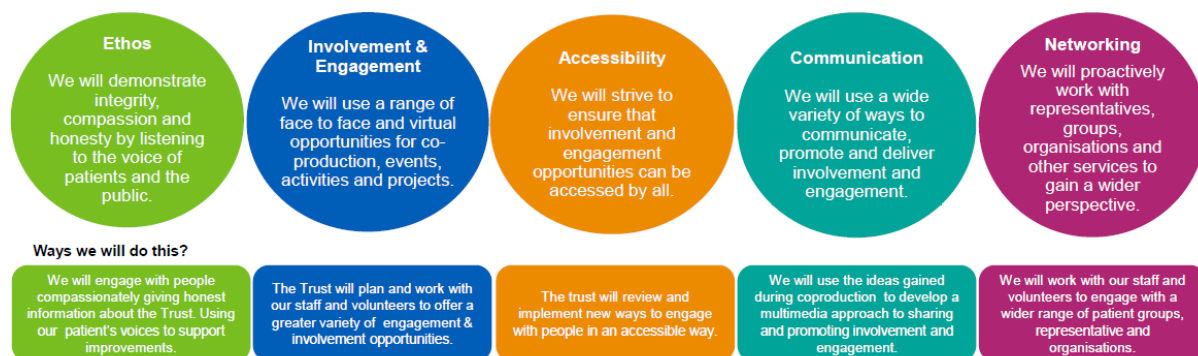 Ethos
We will demonstrate
integrity,
compassion and
honesty by listening
to the voice of
patients and the
public.
Involvement &
Engagement
We will use a range of
face to face and virtual
opportunities for co-
production, events,
activities and projects.
Accessibility
We will strive to
ensure that
involvement and
engagement
opportunities can be
accessed by all.
Communication
We will use a wide
variety of ways to
communicate,
promote and deliver
involvement and
engagement.
Networking
We will proactively
work with
representatives,
groups,
organisations and
other services to
gain a wider
perspective.
Ways we will do this?
We will engage with people
compassionately giving honest
information about the Trust. Using
our patient's voices to support
improvements.
The Trust will plan and work with
our staff and volunteers to offer a
greater variety of engagement &
involvement opportunities.
The trust will review and
implement new ways to engage
with people in an accessible way.
We will use the ideas gained
during coproduction to develop a
multimedia approach to sharing
and promoting involvement and
engagement.
We will work with our staff and
volunteers to engage with a
wider range of patient groups,
representative and
organisations.